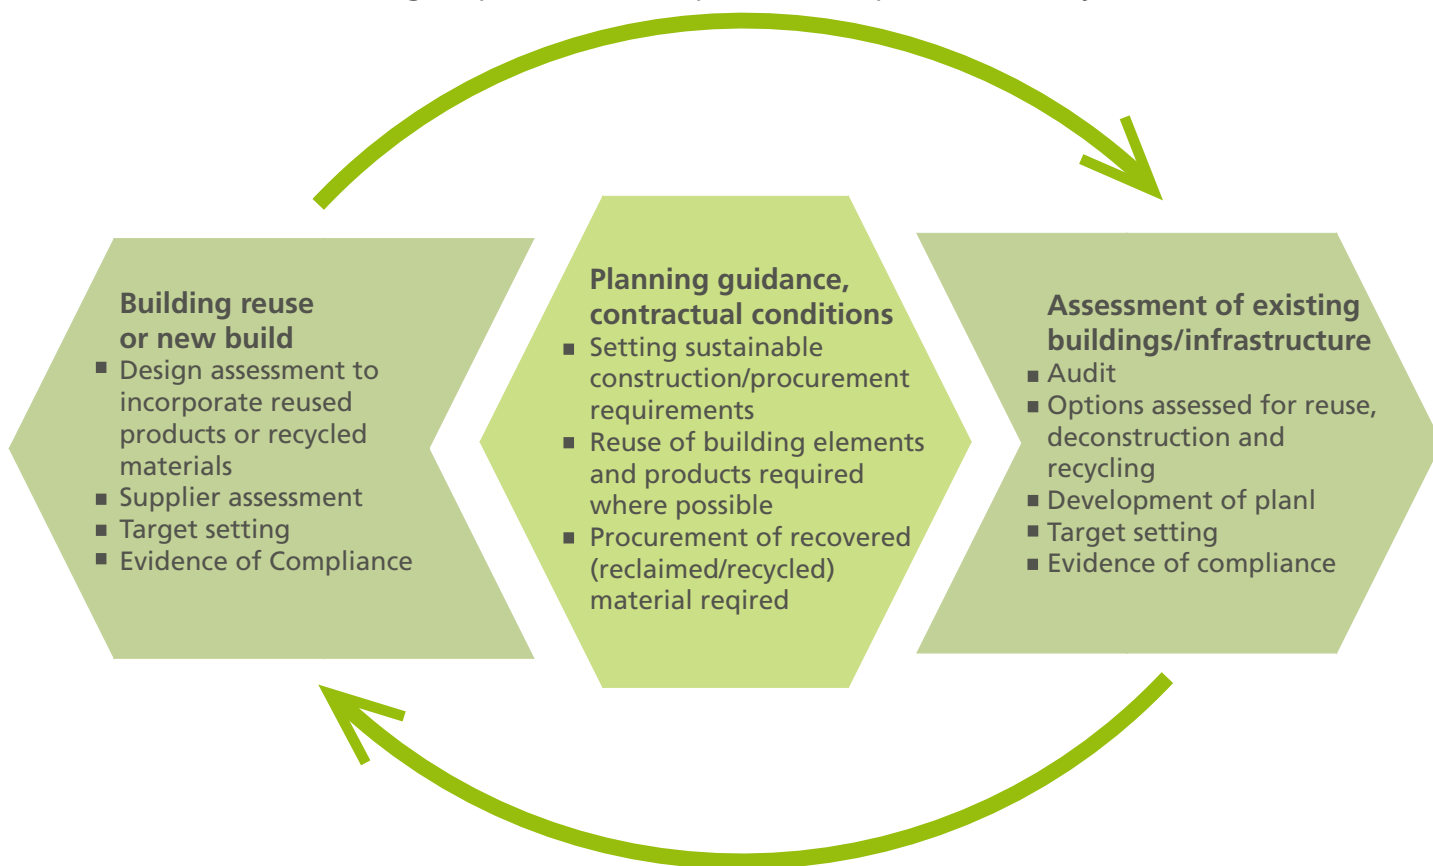 Building reuse
or new build
■ Design assessment to
incorporate reused
products or recycled
materials
■ Supplier assessment
■ Target setting
■ Evidence of Compliance
Planning guidance,
contractual conditions
■ Setting sustainable
construction/procurement
requirements
■ Reuse of building elements
and products required
where possible
■ Procurement of recovered
(reclaimed/recycled)
material reqired
Assessment of existing
buildings/infrastructure
■ Audit
■ Options assessed for reuse,
deconstruction and
recycling
■ Development of planl
■ Target setting
■ Evidence of compliance